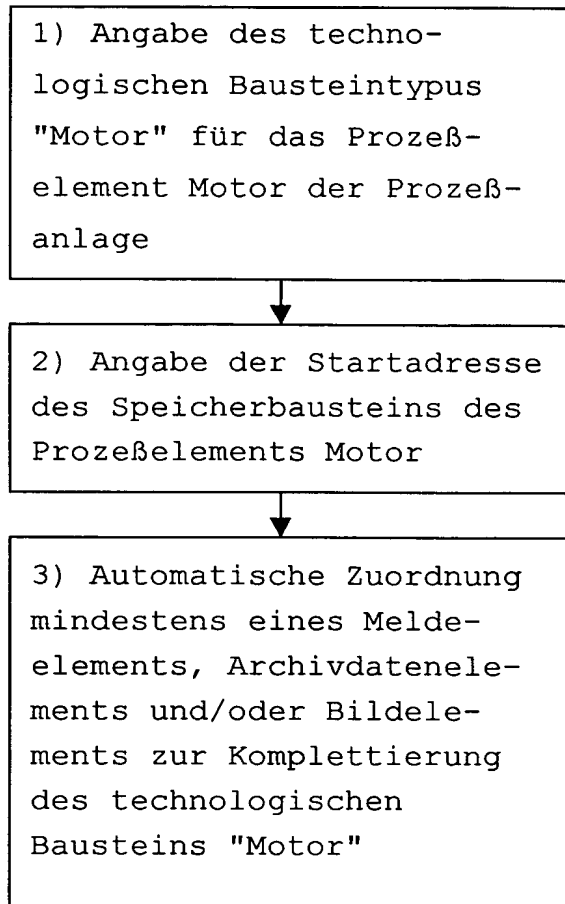 1) Angabe des techno-
logischen Bausteintypus
"Motor" für das Prozeß-
element Motor der Prozeß-
anlage
2) Angabe der Startadresse
des Speicherbausteins des
Prozeßelements Motor
3) Automatische Zuordnung
mindestens eines Melde-
elements, Archivdatenele-
ments und/oder Bildele-
ments zur Komplettierung
des technologischen
Bausteins "Motor"